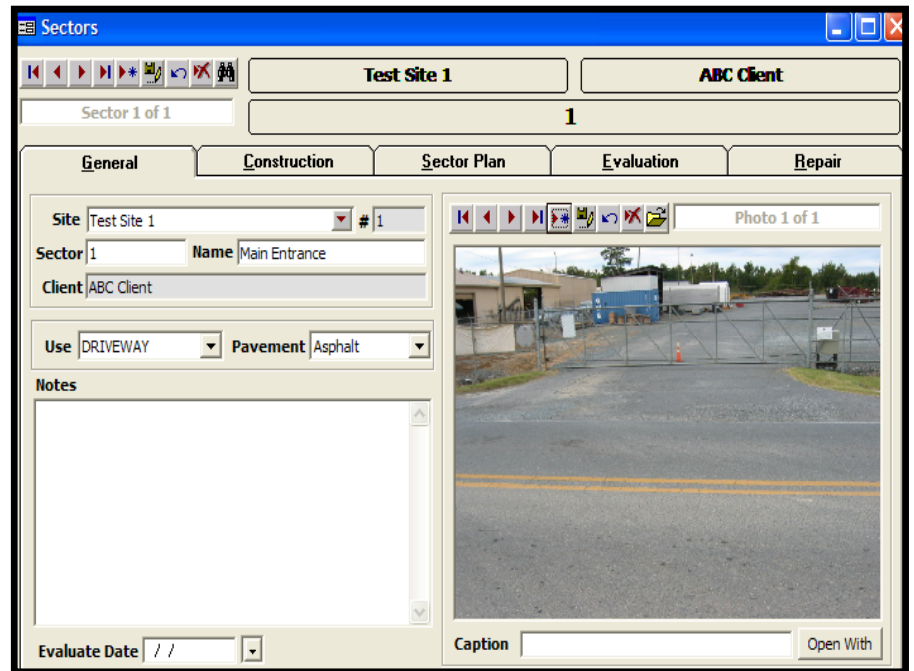 Sectors
Test Site 1 ABC Client
Sector 1 of 1
1
General Construction Sector Plan Evaluation Repair
Site Test Site 1 # 1
Sector 1 Name Main Entrance
Client ABC Client
Use DRIVEWAY Pavement Asphalt
Notes
Evaluate Date / /
Photo 1 of 1
Caption Open With